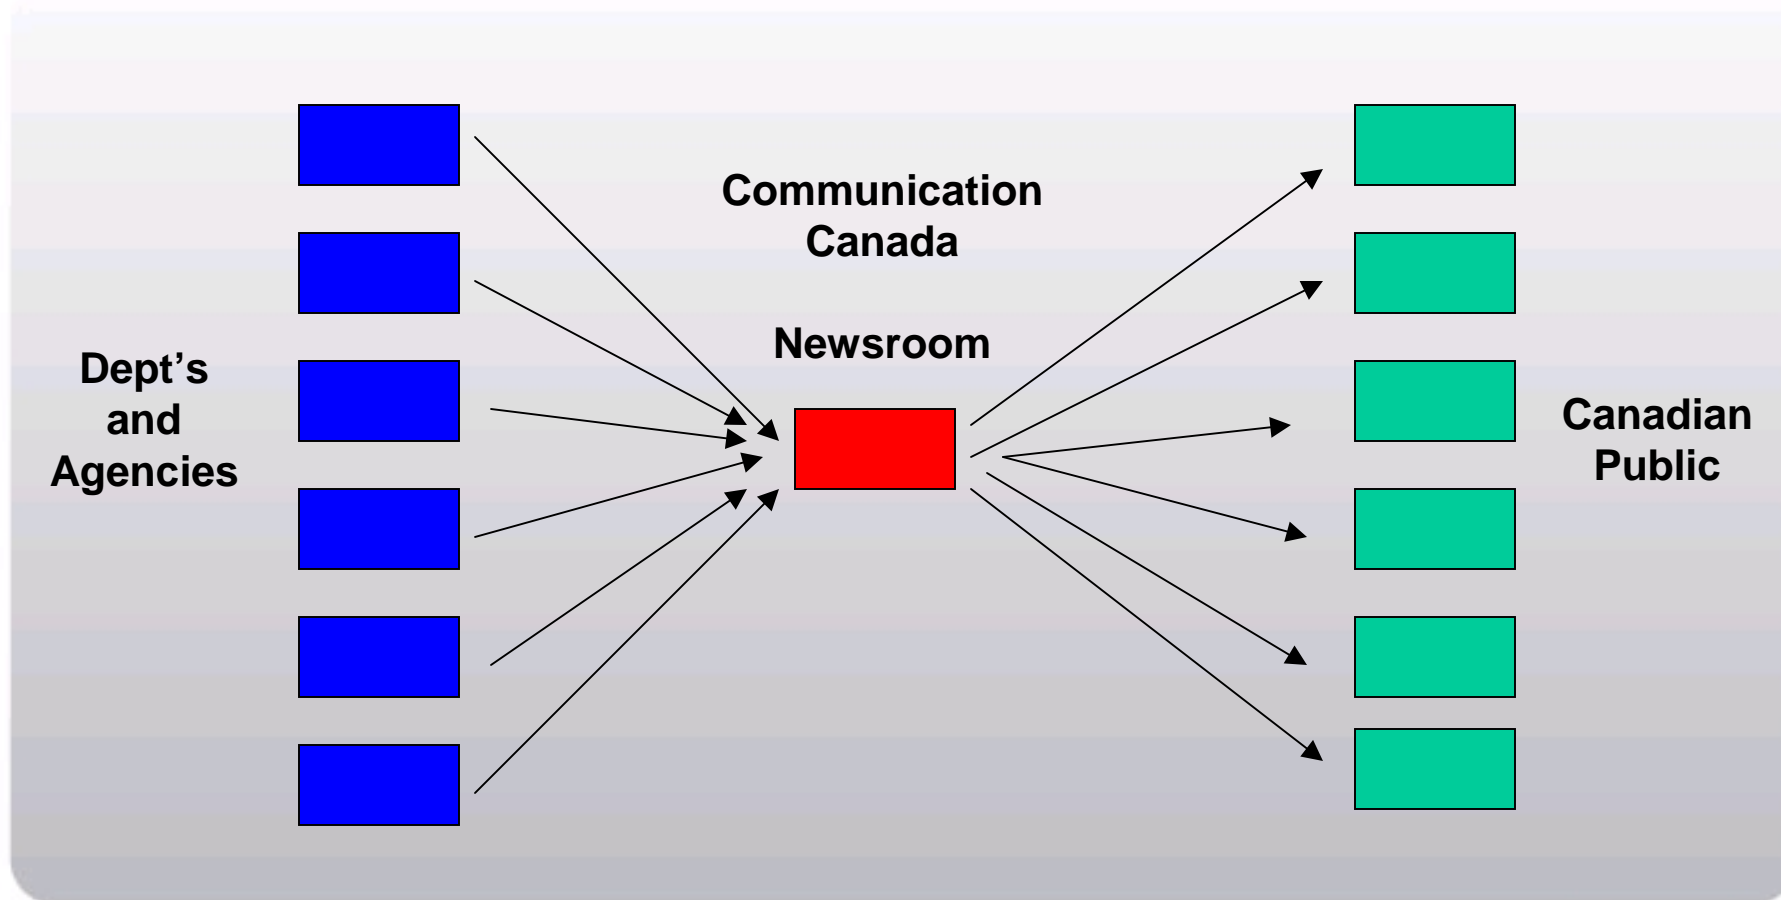 Dept’s
and
Agencies
Communication
Canada
Newsroom
Canadian
Public